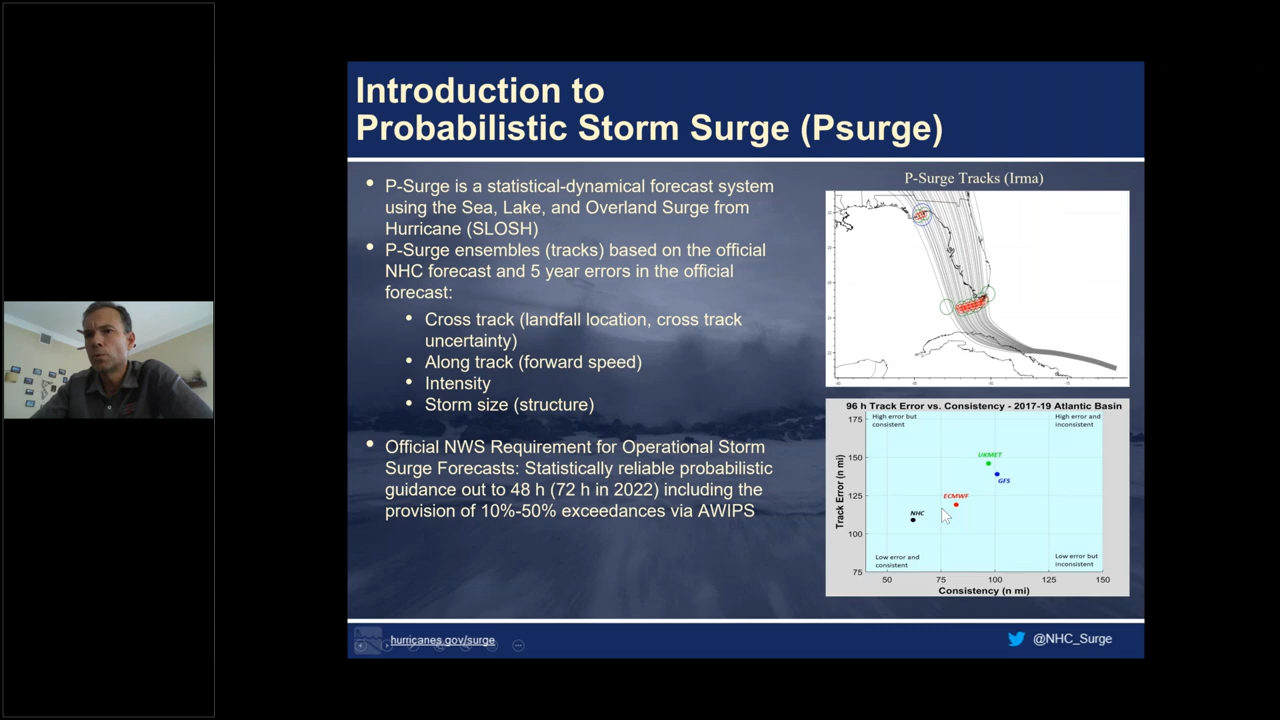 Introduction to
Probabilistic Storm Surge (Psurge)
P-Surge is a statistical-dynamical forecast system
using the Sea, Lake, and Overland Surge from
Hurricane (SLOSH)
P-Surge ensembles (tracks) based on the official
NHC forecast and 5 year errors in the official
forecast:
Cross track (landfall location, cross track
uncertainty)
Along track (forward speed)
Intensity
Storm size (structure)
Official NWS Requirement for Operational Storm
Surge Forecasts: Statistically reliable probabilistic
guidance out to 48 h (72 h in 2022) including the
provision of 10%-50% exceedances via AWIPS
P-Surge Tracks (Irma)
96 h Track Error vs. Consistency - 2017-19 Atlantic Basin
High error but
consistent
High error and
inconsistent
175
150
125
100
75
Track Error (n mi)
UKMET
GFS
ECMWF
NHC
Low error and
consistent
Low error but
inconsistent
50 75 100 125 150
Consistency (n mi)
hurricanes.gov/surge
@NHC_Surge